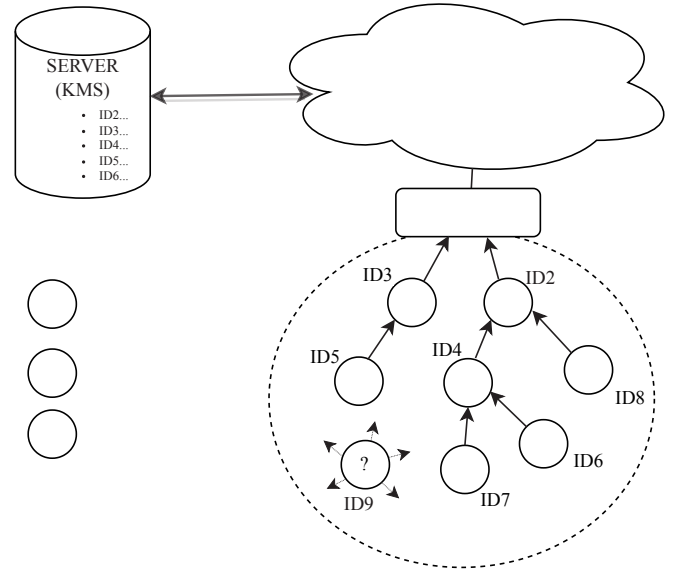 SERVER
(KMS)
• ID2...
• ID3...
• ID4...
• ID5...
• ID6...
ID3
ID2
ID5
ID4
ID8
?
ID9
ID7
ID6